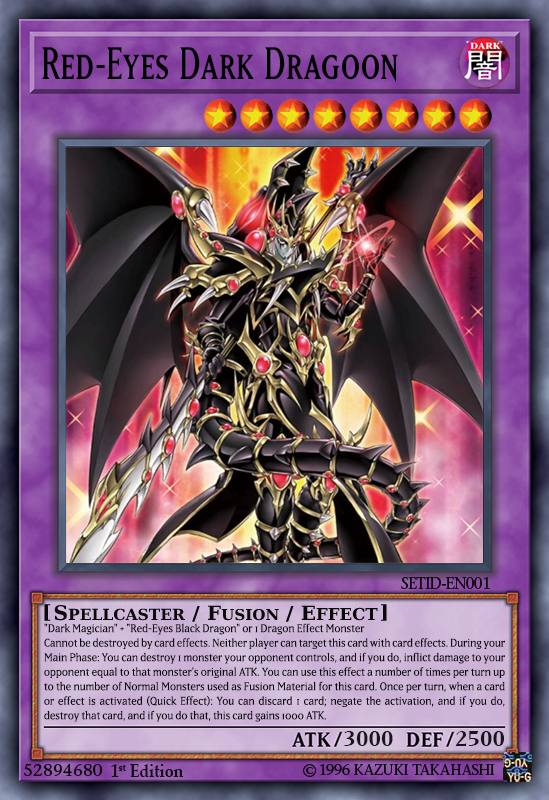 Red-Eyes Dark Dragoon
DARK
闇
SETID-EN001
[Spellcaster / Fusion / Effect]
"Dark Magician" + "Red-Eyes Black Dragon" or 1 Dragon Effect Monster
Cannot be destroyed by card effects. Neither player can target this card with card effects. During your
Main Phase: You can destroy 1 monster your opponent controls, and if you do, inflict damage to your
opponent equal to that monster's original ATK. You can use this effect a number of times per turn up
to the number of Normal Monsters used as Fusion Material for this card. Once per turn, when a card
or effect is activated (Quick Effect): You can discard 1 card; negate the activation, and if you do,
destroy that card, and if you do that, this card gains 1000 ATK.
ATK/3000 DEF/2500
52894680 1st Edition © 1996 KAZUKI TAKAHASHI
YU-G